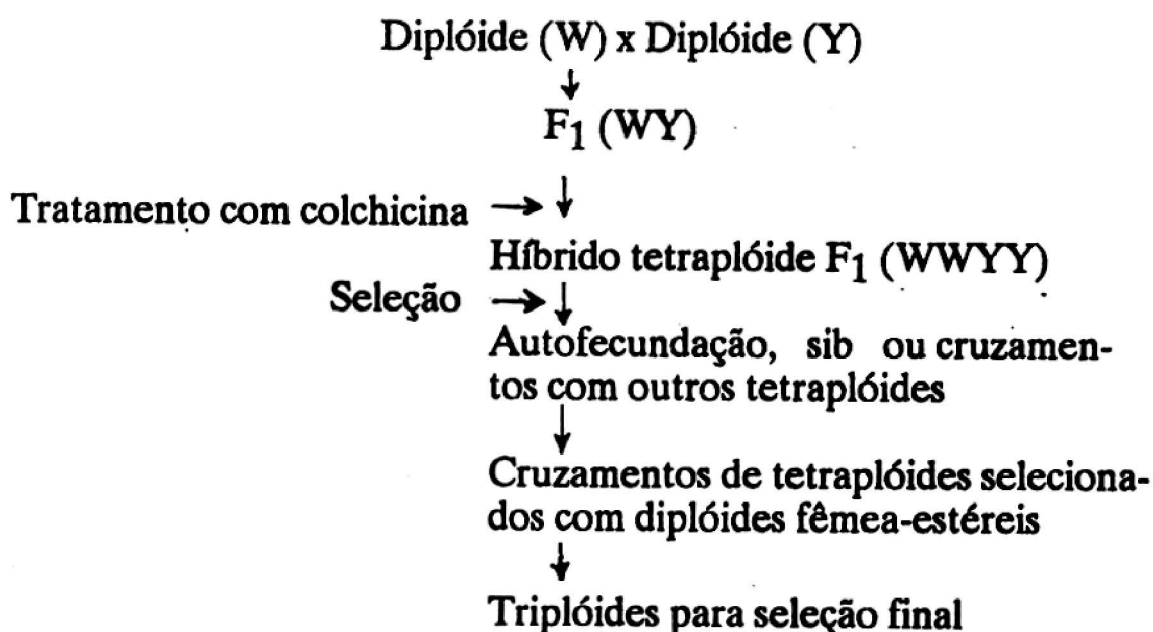 Diplóide (W) x Diplóide (Y)
F1 (WY)
Tratamento com colchicina
Híbrido tetraplóide F1 (WWYY)
Seleção
Autofecundação, sib ou cruzamen-
tos com outros tetraplóides
Cruzamentos de tetraplóides seleciona-
dos com diplóides fêmea-estéreis
Triplóides para seleção final